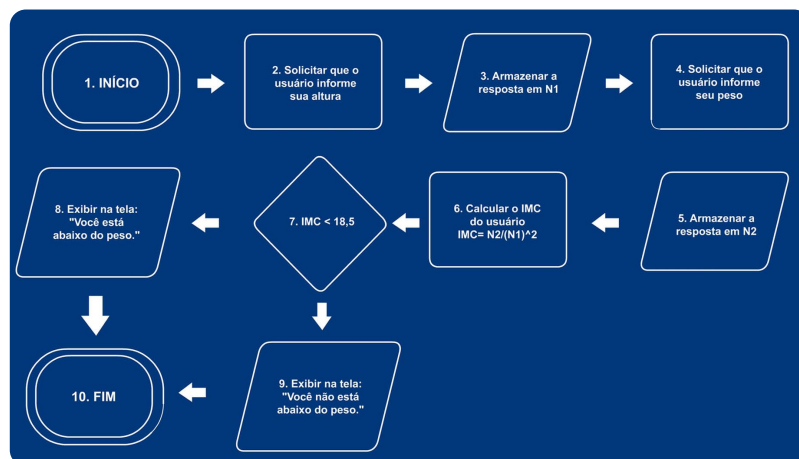 1. INÍCIO
2. Solicitar que o
usuário informe
sua altura
3. Armazenar a
resposta em N1
4. Solicitar que o
usuário informe
seu peso
5. Armazenar a
resposta em N2
6. Calcular o IMC
do usuário
IMC= N2/(N1)^2
7. IMC < 18,5
8. Exibir na tela:
"Você está
abaixo do peso."
9. Exibir na tela:
"Você não está
abaixo do peso."
10. FIM